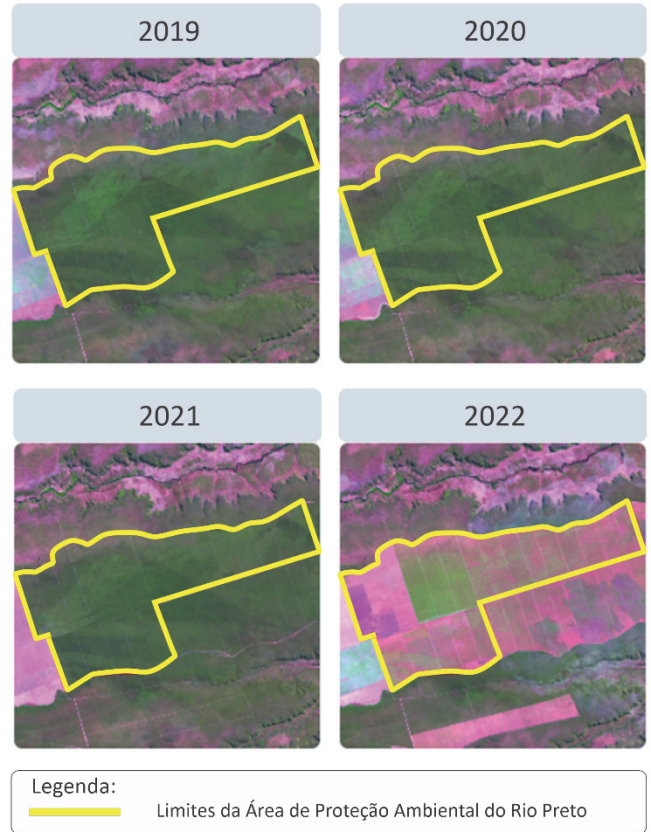 2019
2020
2021
2022
Legenda:
Limites da Área de Proteção Ambiental do Rio Preto